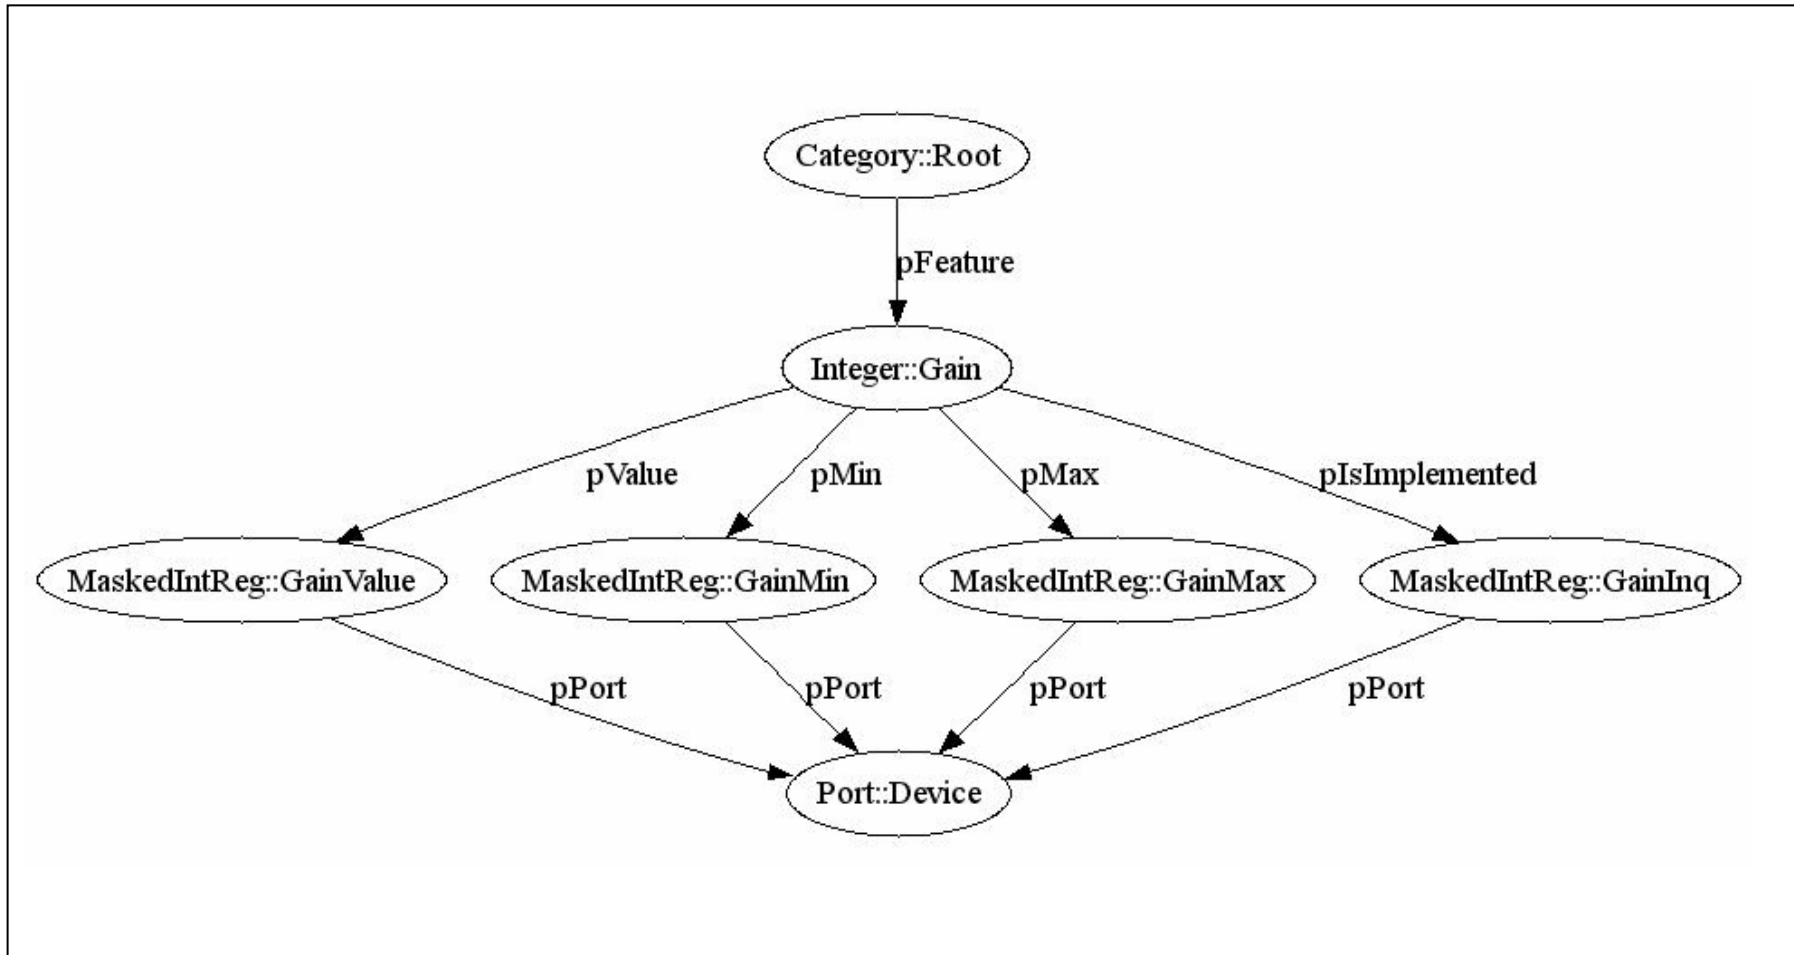 Category::Root
pFeature
Integer::Gain
pValue
pMin
pMax
pIsImplemented
MaskedIntReg::GainValue
MaskedIntReg::GainMin
MaskedIntReg::GainMax
MaskedIntReg::GainInq
pPort
pPort
pPort
pPort
Port::Device